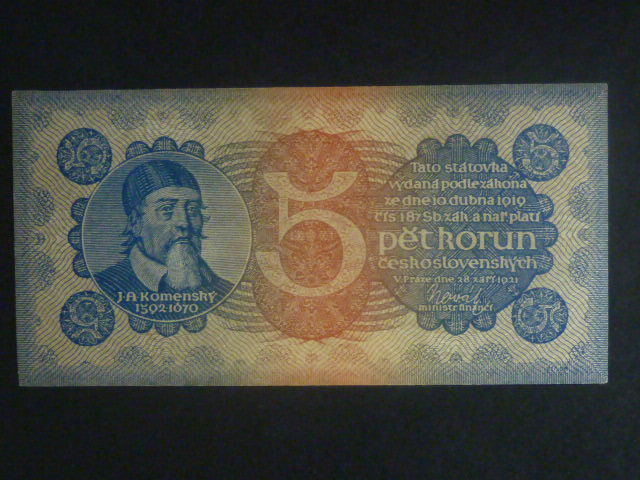 J.A.Komenský
1592-1670
5
Tato státovka
vydaná podle zákona
ze dne 10. dubna 1919
čís 187 Sb. zák. a nař. platí
pět korun
československých.
V Praze dne 28. září 1921.
Novák
ministr financí